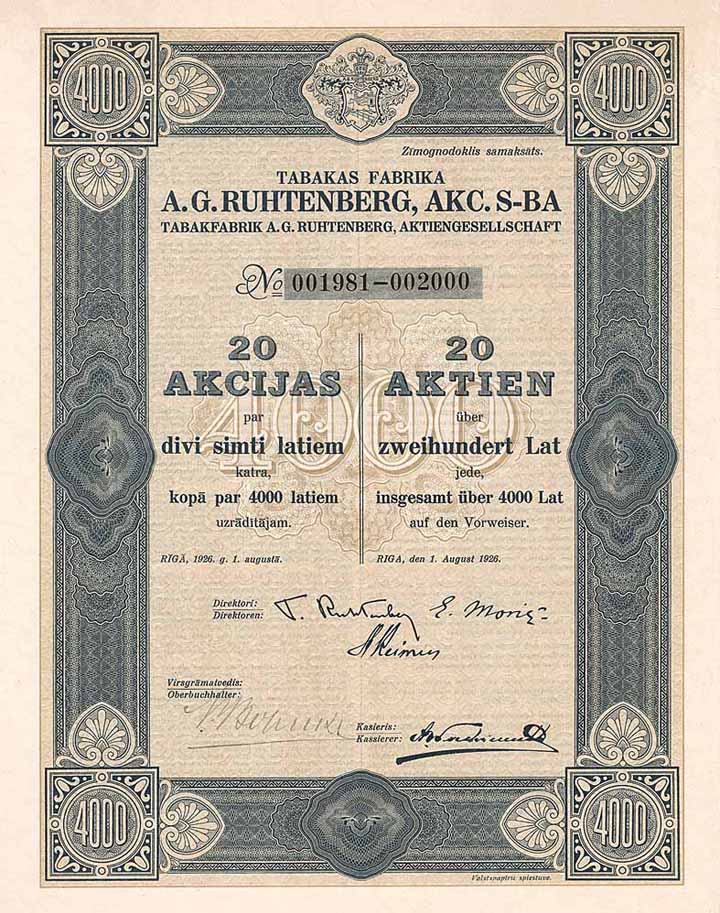 4000
4000
Zīmognodoklis samaksāts.
TABAKAS FABRIKA
A.G. RUHTENBERG, AKC. S-BA
TABAKFABRIK A.G. RUHTENBERG, AKTIENGESELLSCHAFT
No 001981-002000
4000
20
AKCIJAS
par
divi simti latiem
katra,
kopā par 4000 latiem
uzrādītājam.
RĪGĀ, 1926. g. 1. augustā.
20
AKTIEN
über
zweihundert Lat
jede,
insgesamt über 4000 Lat
auf den Vorweiser.
RIGA, den 1. August 1926.
Direktori:
Direktoren:
Virsgrāmatvedis:
Oberbuchhalter:
Kasieris:
Kassierer:
4000
4000
Valstspapīru spiestuve.